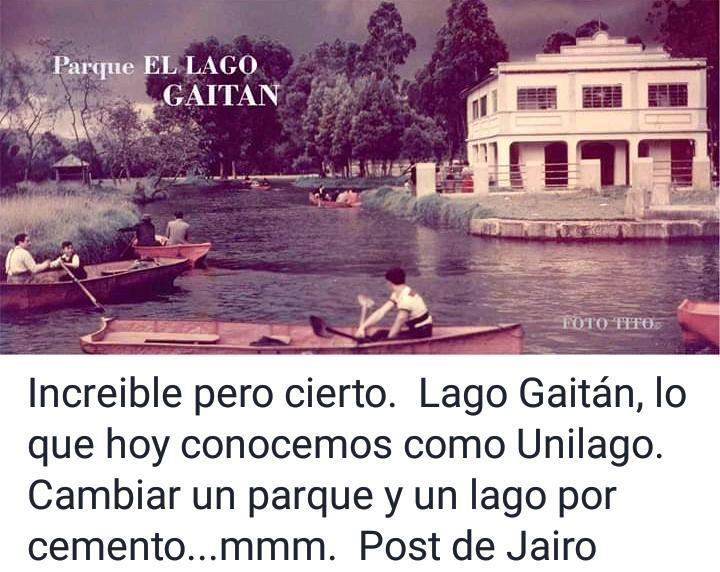 Parque EL LAGO
GAITAN
FOTO TITO
Increible pero cierto. Lago Gaitán, lo
que hoy conocemos como Unilago.
Cambiar un parque y un lago por
cemento...mmm. Post de Jairo